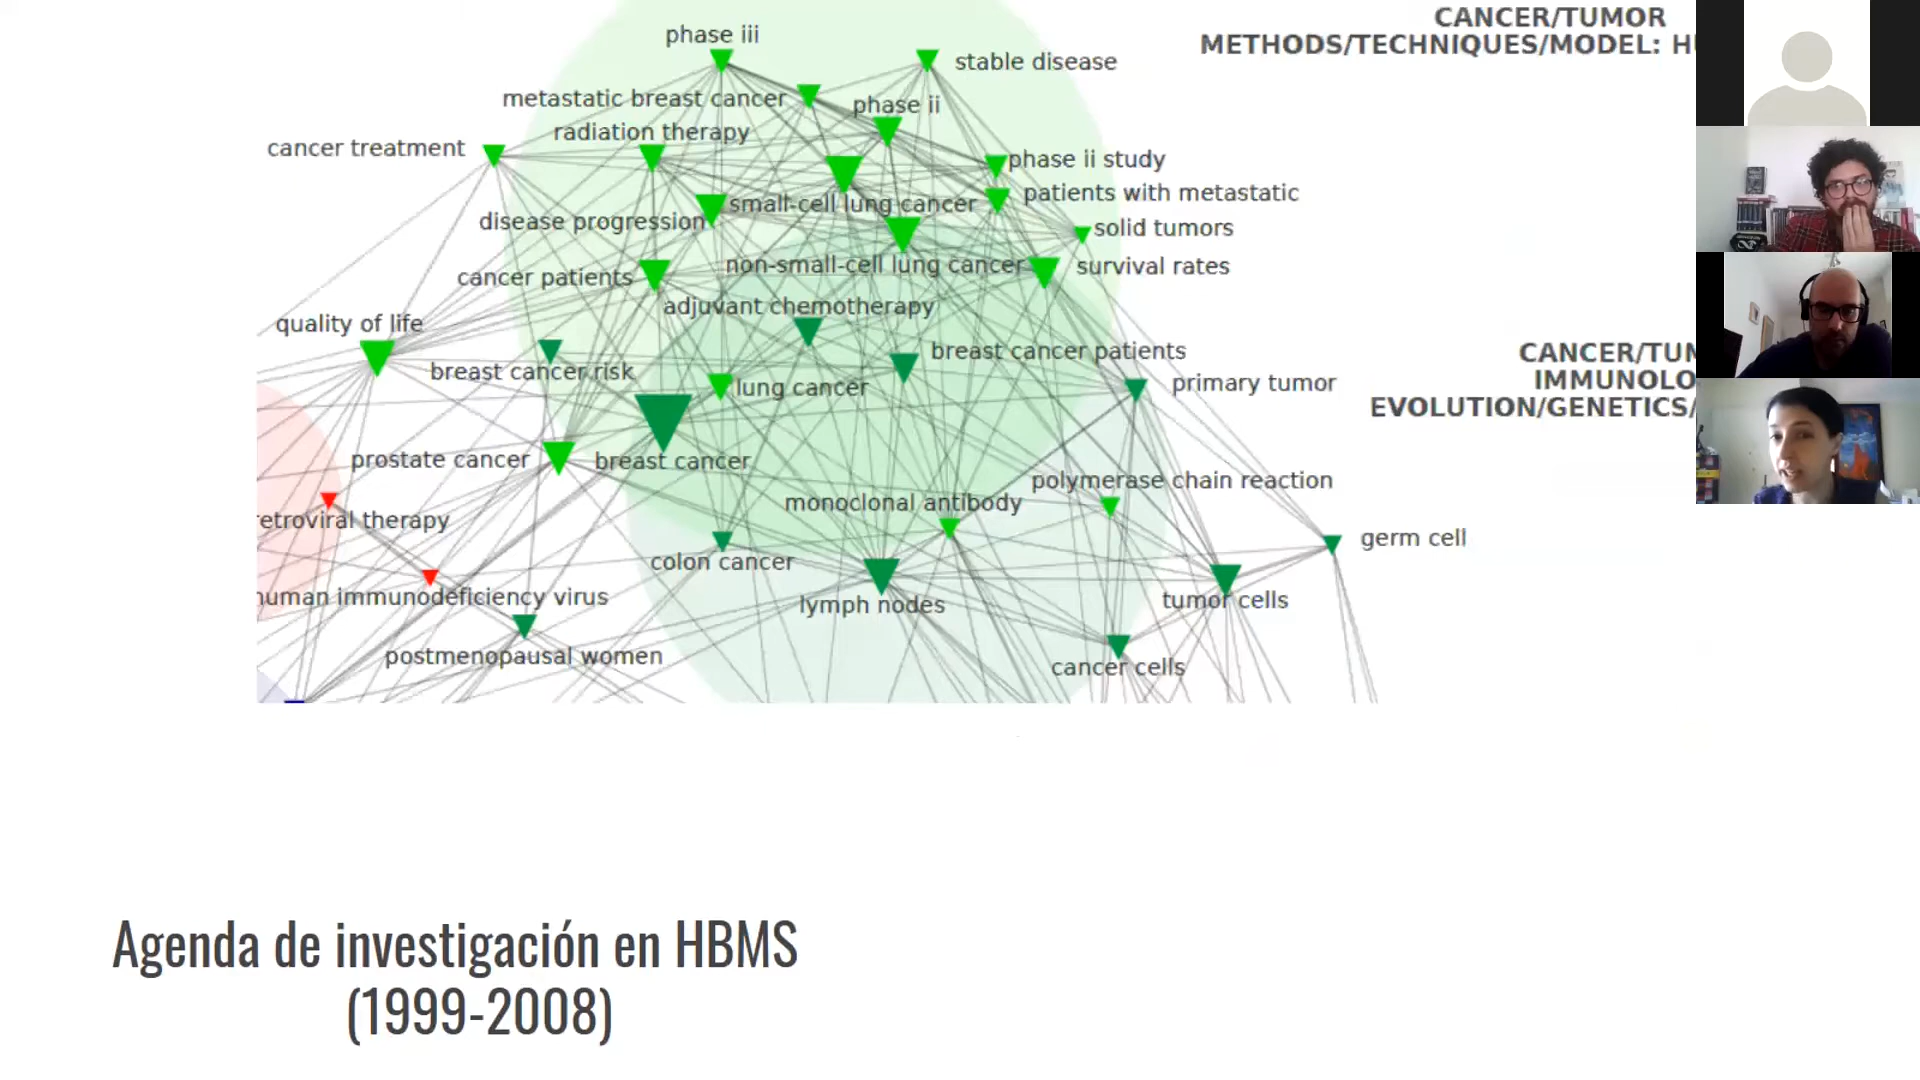 CANCER/TUMOR
METHODS/TECHNIQUES/MODEL: H
phase iii
stable disease
metastatic breast cancer
phase ii
radiation therapy
cancer treatment
phase ii study
patients with metastatic
small-cell lung cancer
disease progression
solid tumors
non-small-cell lung cancer
survival rates
cancer patients
adjuvant chemotherapy
quality of life
breast cancer patients
CANCER/TUM
IMMUNOLO
EVOLUTION/GENETICS/
breast cancer risk
lung cancer
primary tumor
prostate cancer
breast cancer
polymerase chain reaction
monoclonal antibody
etroviral therapy
germ cell
colon cancer
human immunodeficiency virus
lymph nodes
tumor cells
postmenopausal women
cancer cells
Agenda de investigación en HBMS
(1999-2008)